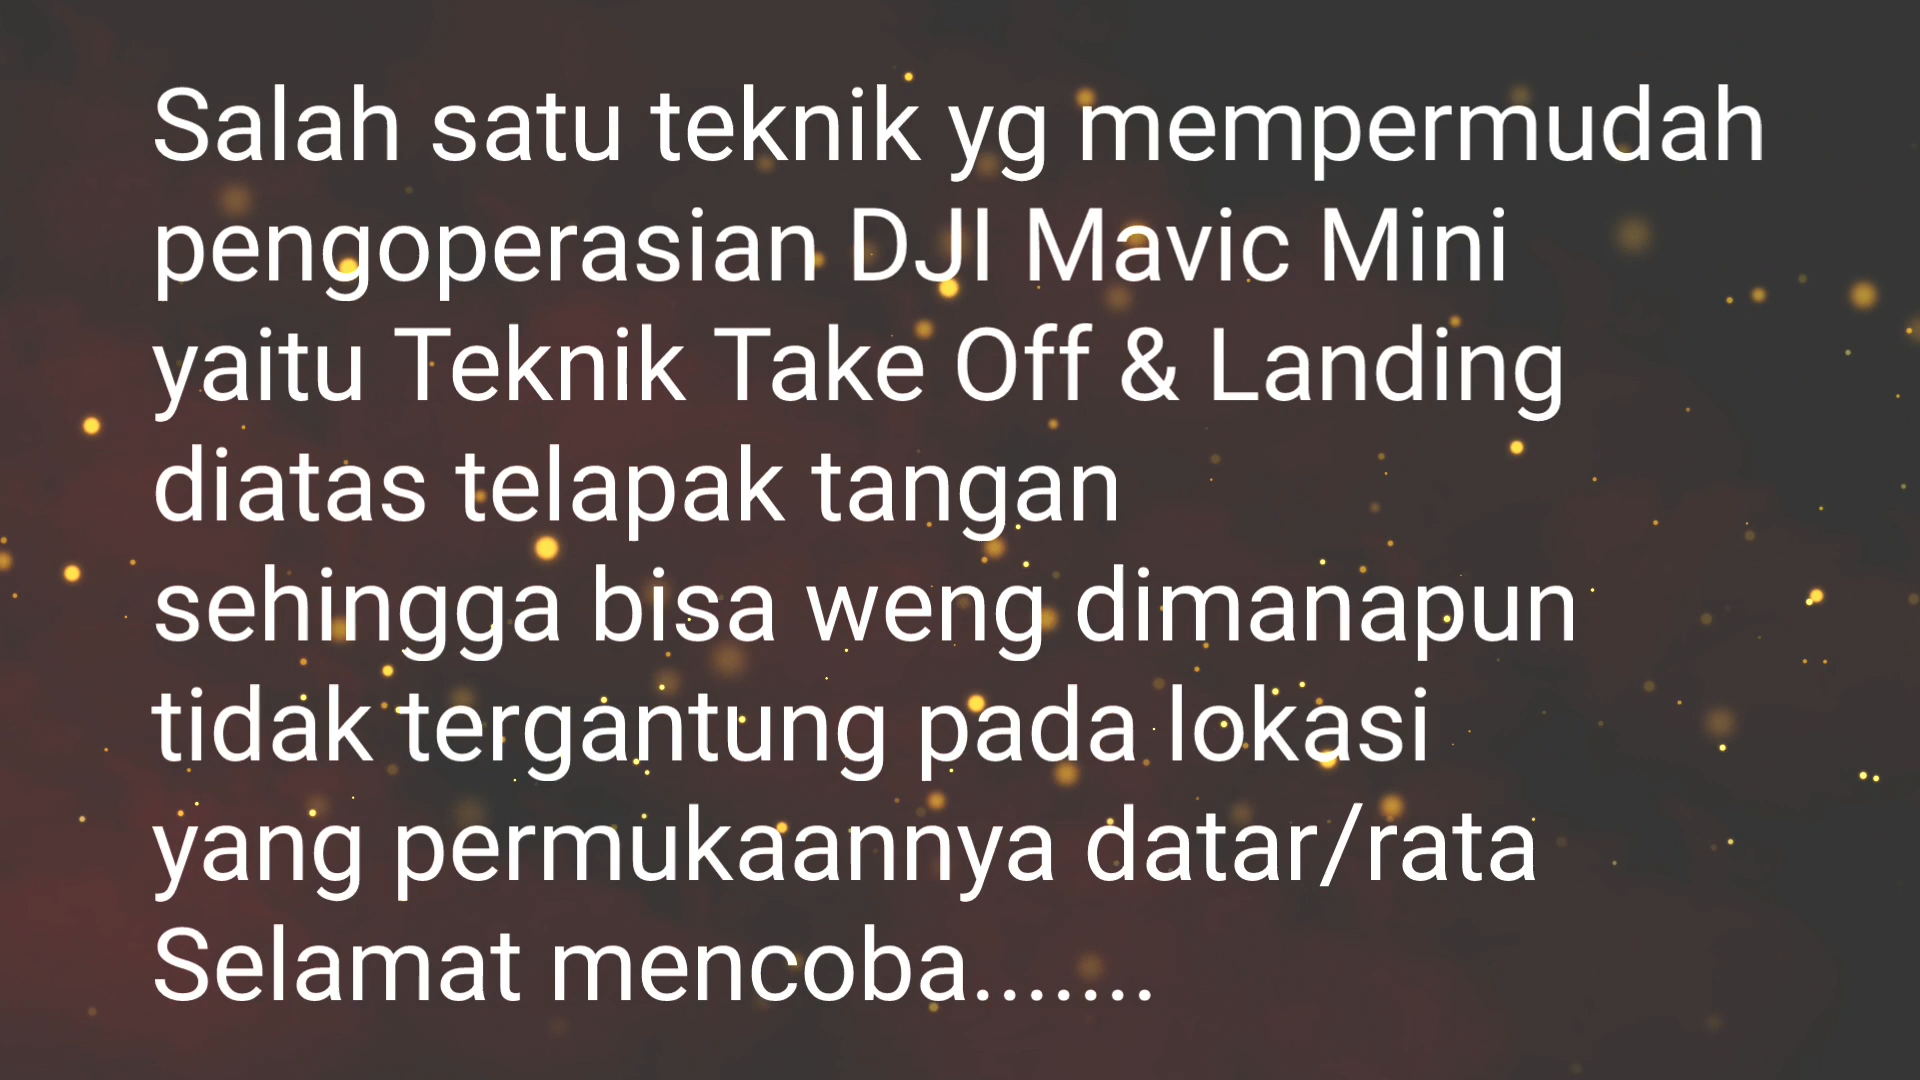 Salah satu teknik yg mempermudah
pengoperasian DJI Mavic Mini
yaitu Teknik Take Off & Landing
diatas telapak tangan
sehingga bisa weng dimanapun
tidak tergantung pada lokasi
yang permukaannya datar/rata
Selamat mencoba.......